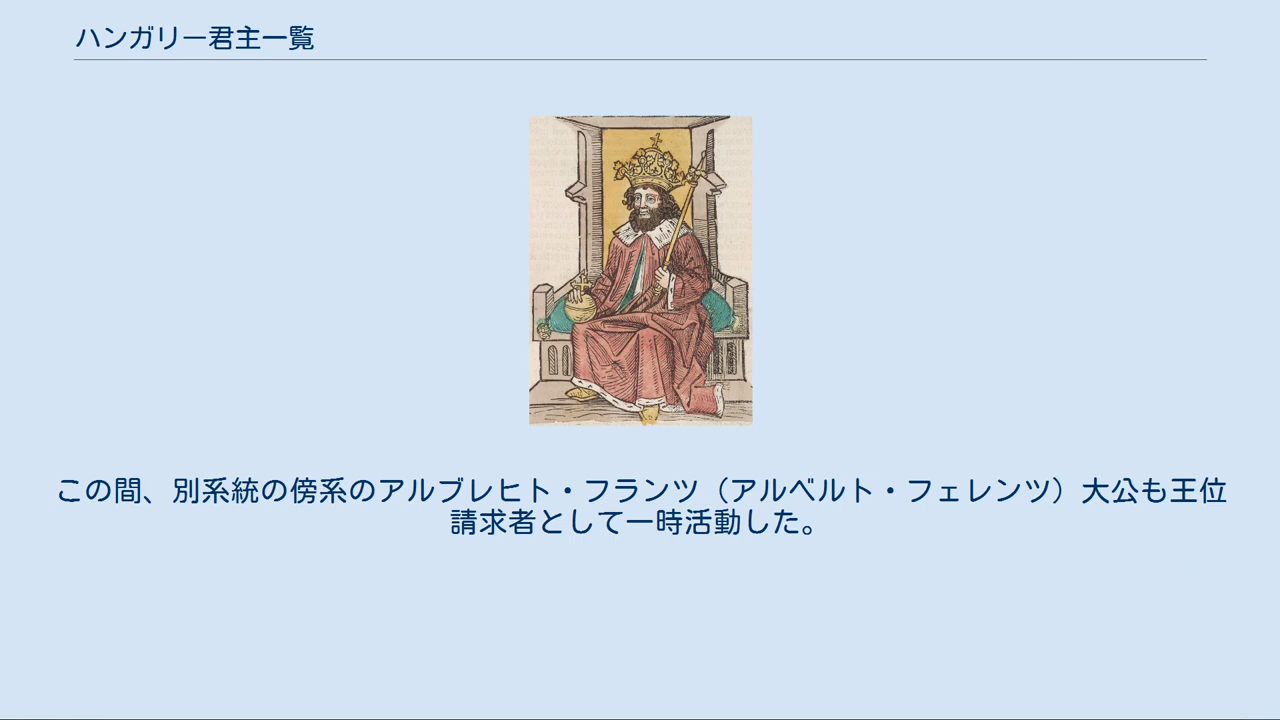 ハンガリー君主一覧
この間、別系統の傍系のアルブレヒト・フランツ（アルベルト・フェレンツ）大公も王位
請求者として一時活動した。